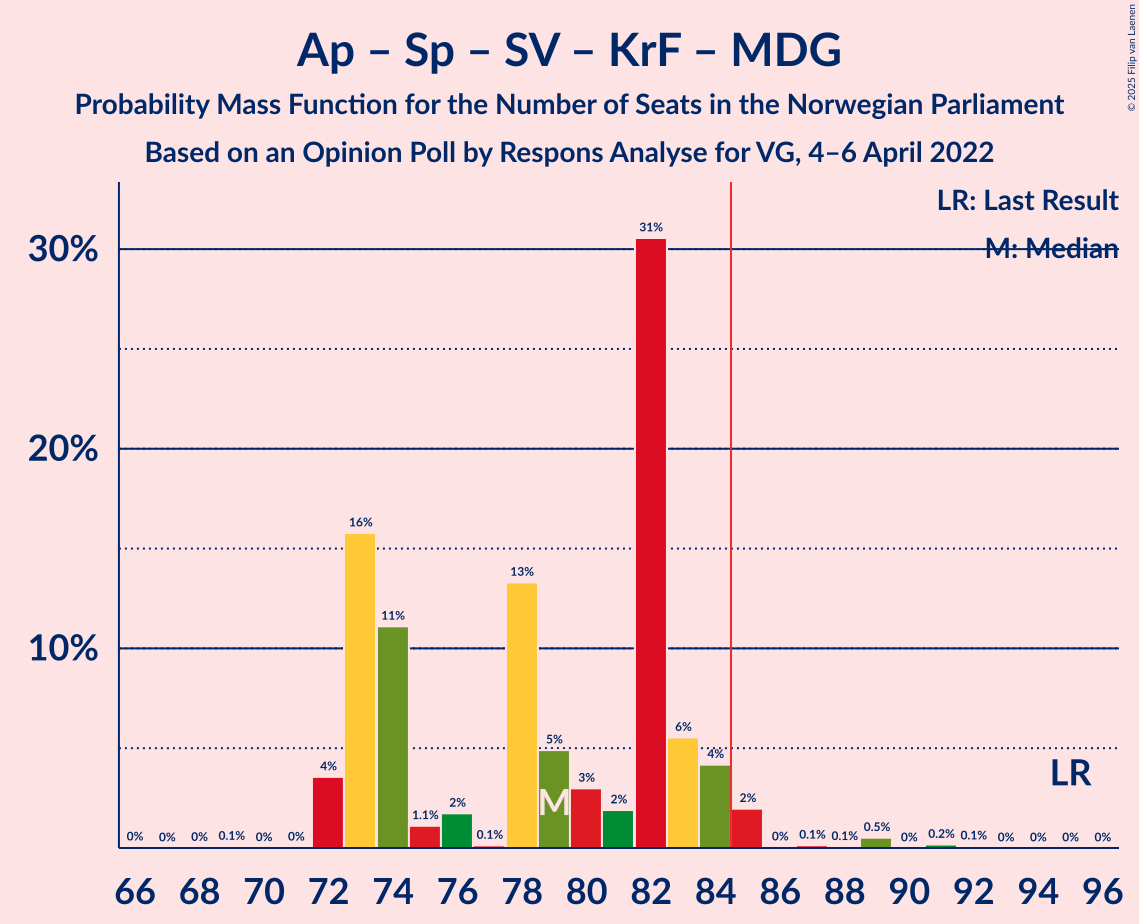 Ap – Sp – SV – KrF – MDG
Probability Mass Function for the Number of Seats in the Norwegian Parliament
Based on an Opinion Poll by Respons Analyse for VG, 4–6 April 2022
© 2025 Filip van Laenen
LR: Last Result
M: Median
30%
20%
10%
0% 0% 0% 0.1% 0% 0% 4% 16% 11% 1.1% 2% 0.1% 13% 5% 3% 2% 31% 6% 4% 2% 0% 0.1% 0.1% 0.5% 0% 0.2% 0.1% 0% 0% 0% 0%
M
LR
66 68 70 72 74 76 78 80 82 84 86 88 90 92 94 96